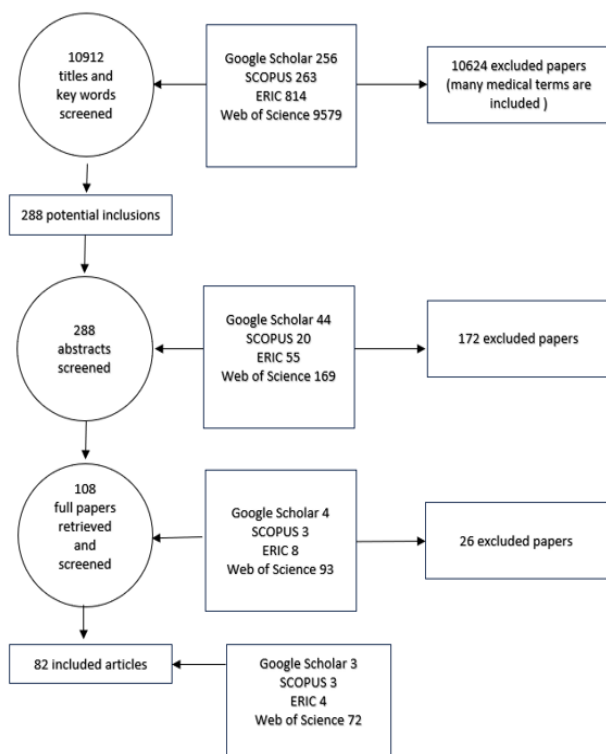 10912
titles and
key words
screened
Google Scholar 256
SCOPUS 263
ERIC 814
Web of Science 9579
10624 excluded papers
(many medical terms are
included )
288 potential inclusions
288
abstracts
screened
Google Scholar 44
SCOPUS 20
ERIC 55
Web of Science 169
172 excluded papers
108
full papers
retrieved
and
screened
Google Scholar 4
SCOPUS 3
ERIC 8
Web of Science 93
26 excluded papers
82 included articles
Google Scholar 3
SCOPUS 3
ERIC 4
Web of Science 72